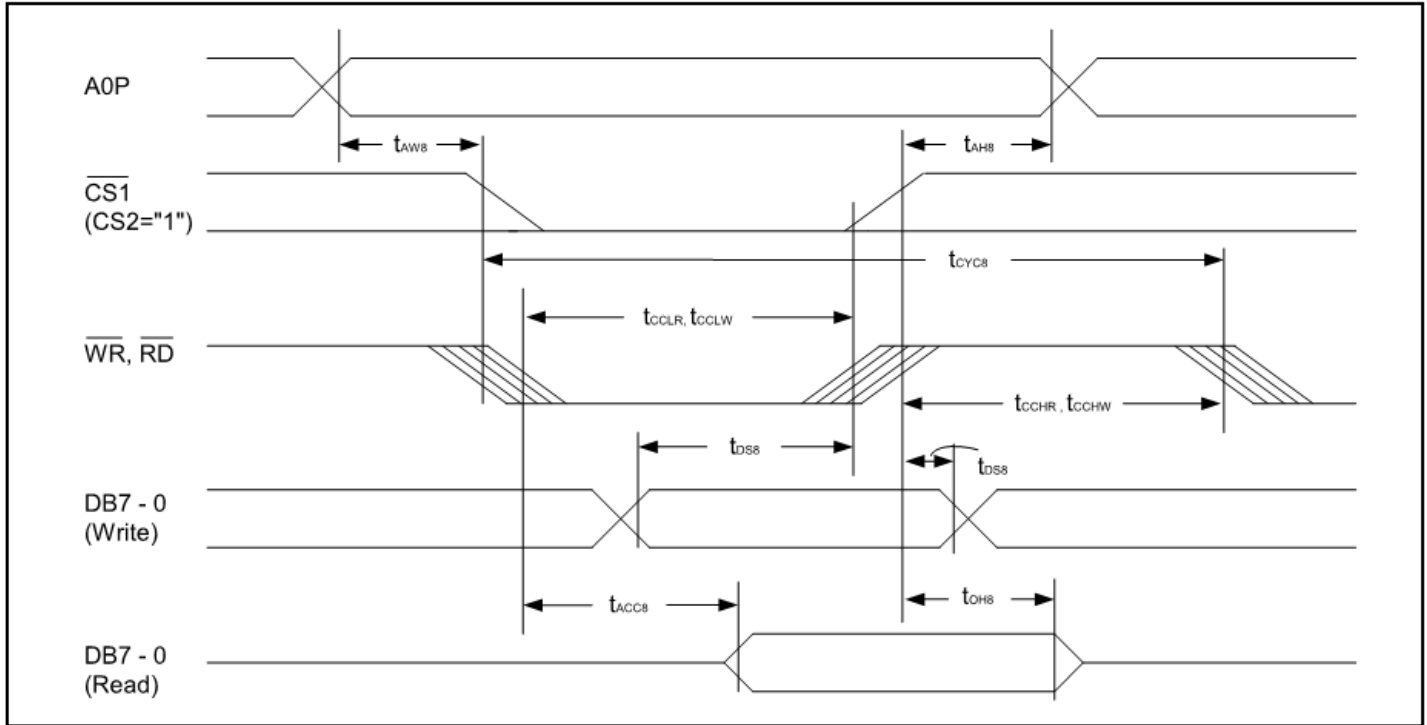 A0P
tAW8
tAH8
CS1
(CS2="1")
tCYC8
tCCLR, tCCLW
WR, RD
tCCHR , tCCHW
tDS8
tDS8
DB7 - 0
(Write)
tACC8
tOH8
DB7 - 0
(Read)